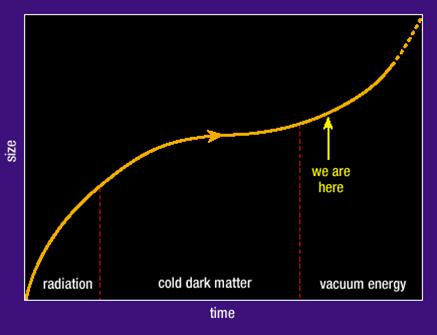 size
we are
here
radiation
cold dark matter
vacuum energy
time